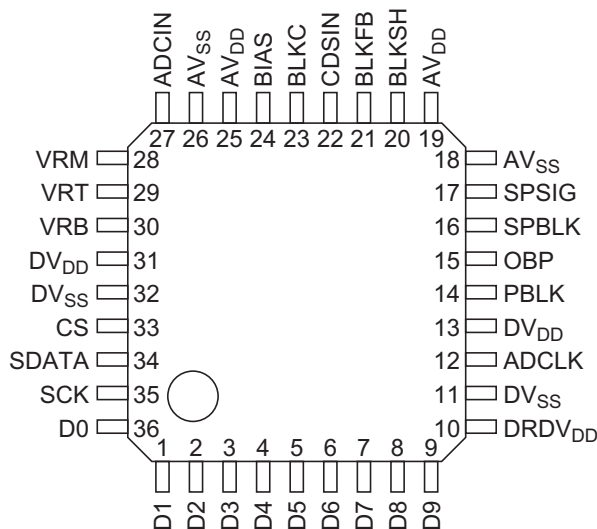 ADCIN AVSS AVDD BIAS BLKC CDSIN BLKFB BLKSH AVDD
27 26 25 24 23 22 21 20 19
VRM 28 18 AVSS
VRT 29 17 SPSIG
VRB 30 16 SPBLK
DVDD 31 15 OBP
DVSS 32 14 PBLK
CS 33 13 DVDD
SDATA 34 12 ADCLK
SCK 35 11 DVSS
D0 36 10 DRDVDD
1 2 3 4 5 6 7 8 9
D1 D2 D3 D4 D5 D6 D7 D8 D9